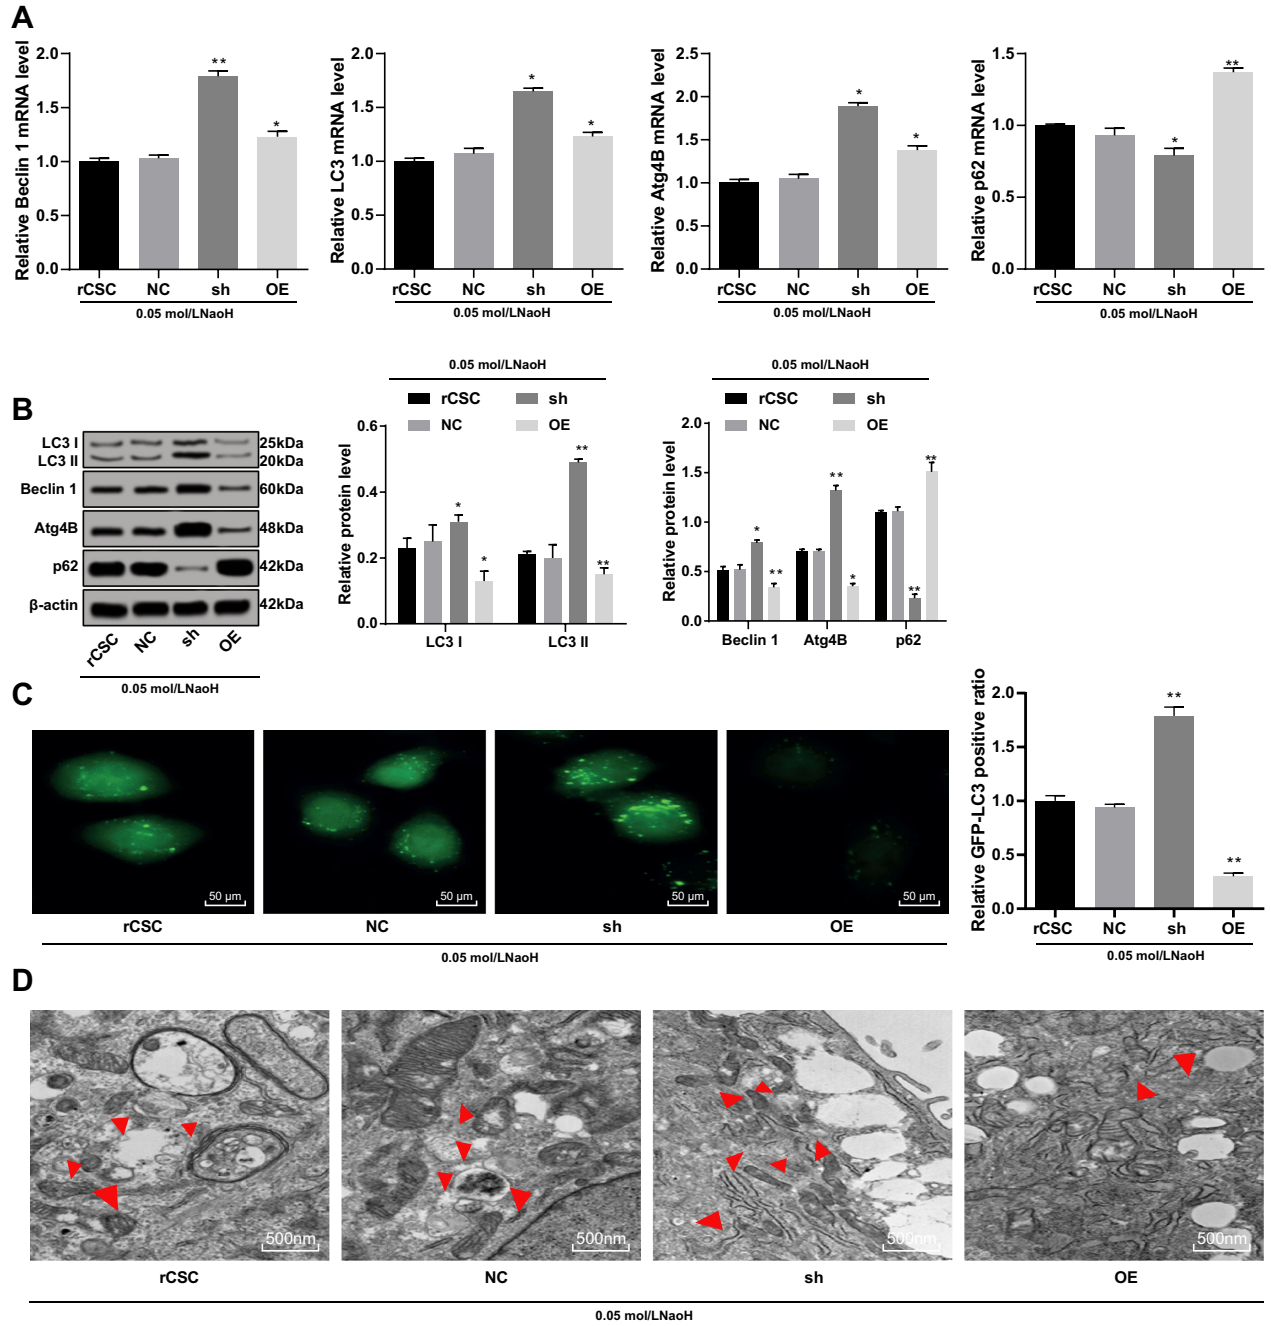 A
Relative Beclin 1 mRNA level
2.0
1.5
1.0
0.5
0.0
**
*
rCSC NC sh OE
0.05 mol/LNaoH
Relative LC3 mRNA level
2.0
1.5
1.0
0.5
0.0
*
*
rCSC NC sh OE
0.05 mol/LNaoH
Relative Atg4B mRNA level
2.5
2.0
1.5
1.0
0.5
0.0
*
*
rCSC NC sh OE
0.05 mol/LNaoH
Relative p62 mRNA level
1.5
1.0
0.5
0.0
*
**
rCSC NC sh OE
0.05 mol/LNaoH
B
LC3 I 25kDa
LC3 II 20kDa
Beclin 1 60kDa
Atg4B 48kDa
p62 42kDa
β-actin 42kDa
rCSC NC sh OE
0.05 mol/LNaoH
0.05 mol/LNaoH
rCSC sh
NC OE
Relative protein level
0.6
0.4
0.2
0.0
*
*
**
**
LC3 I LC3 II
0.05 mol/LNaoH
rCSC sh
NC OE
Relative protein level
2.0
1.5
1.0
0.5
0.0
*
**
**
*
**
**
Beclin 1 Atg4B p62
C
50 µm
50 µm
50 µm
50 µm
rCSC NC sh OE
0.05 mol/LNaoH
Relative GFP-LC3 positive ratio
2.0
1.5
1.0
0.5
0.0
**
**
rCSC NC sh OE
0.05 mol/LNaoH
D
500nm
500nm
500nm
500nm
rCSC NC sh OE
0.05 mol/LNaoH